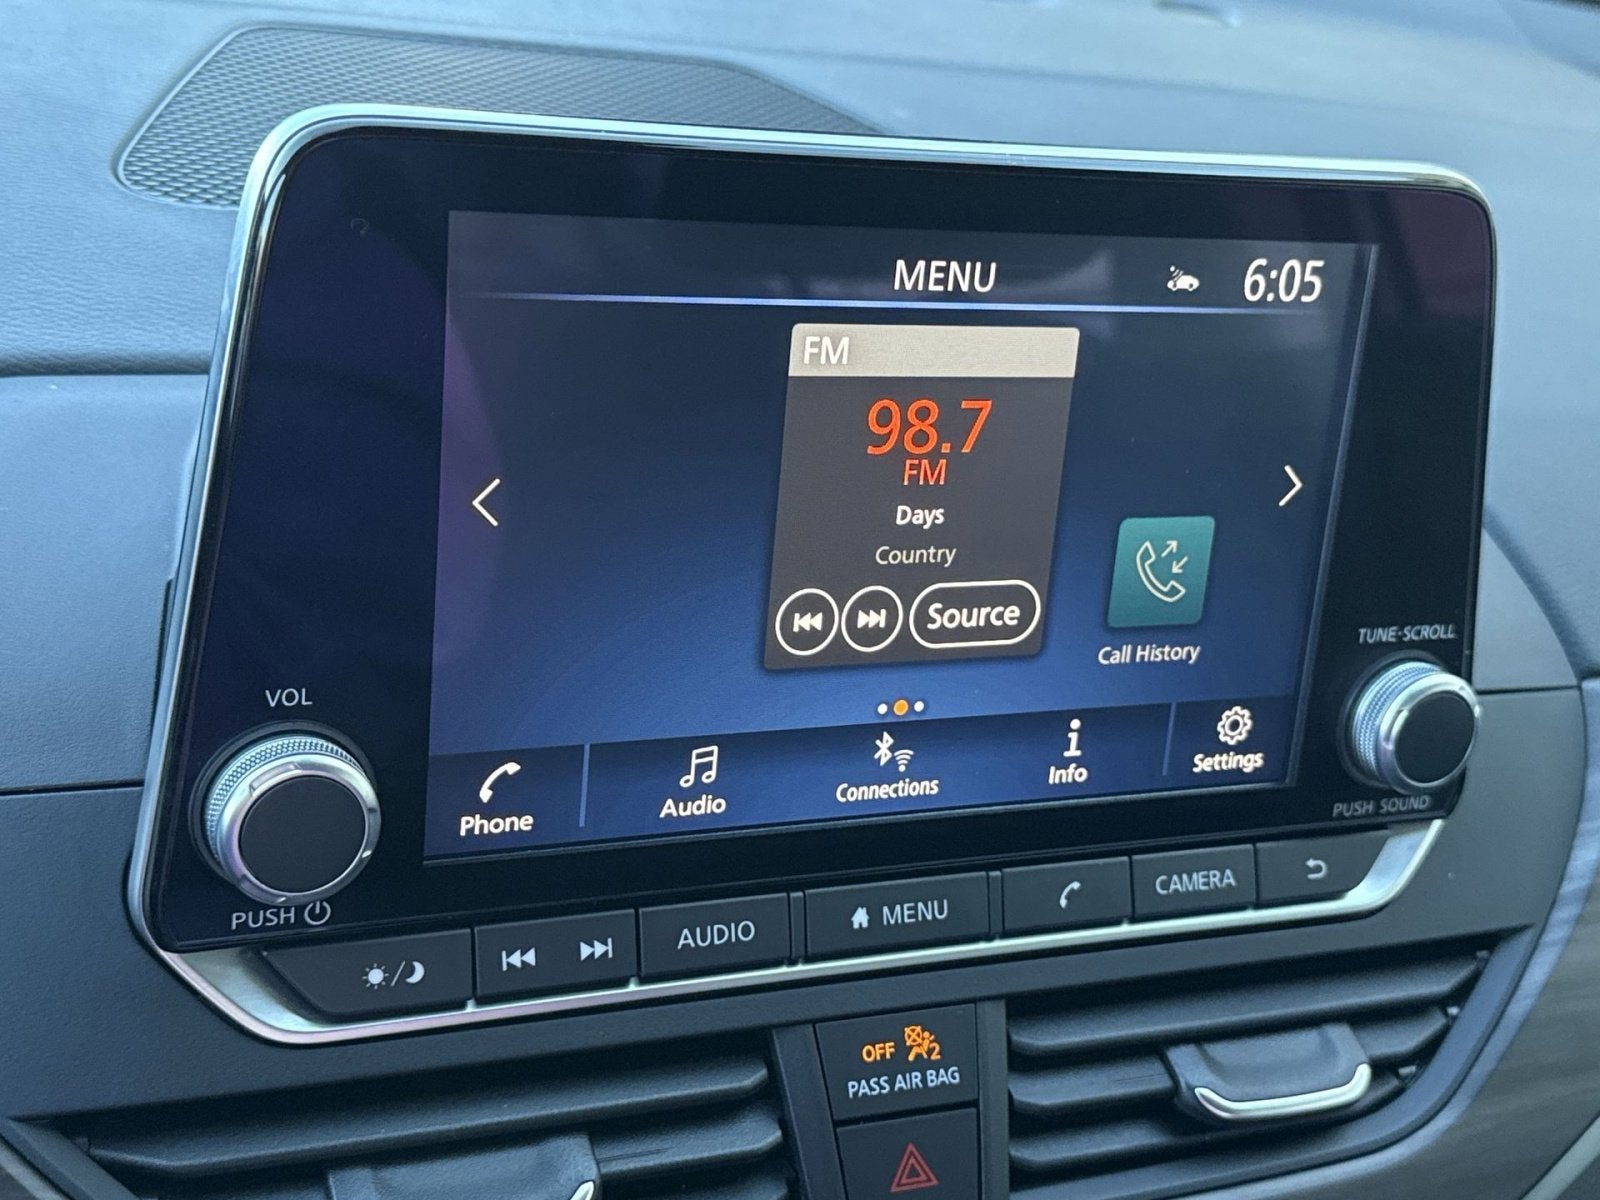 MENU
6:05
FM
98.7
FM
Days
Country
Source
Call History
TUNE·SCROLL
VOL
Phone
Audio
Connections
Info
Settings
PUSH SOUND
PUSH
AUDIO
MENU
CAMERA
OFF 2
PASS AIR BAG